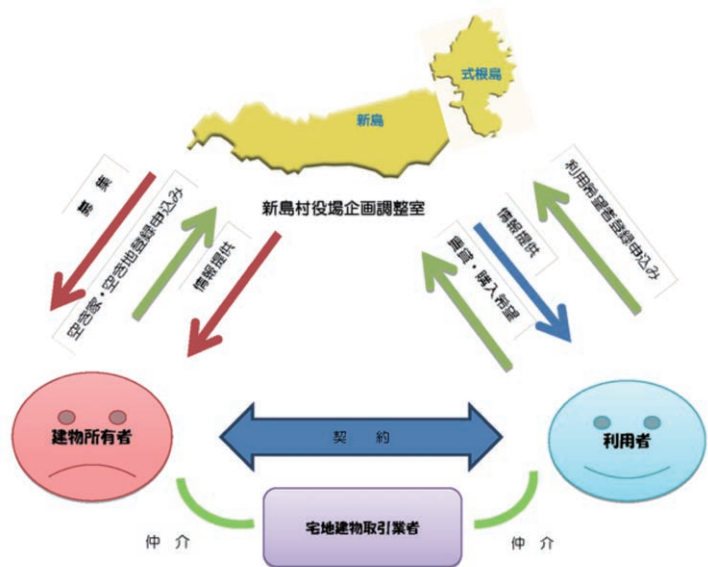 式根島
新島
新島村役場企画調整室
募集
空き家・空き地登録申込み
情報提供
賃貸・購入希望
情報提供
利用希望者登録申込み
建物所有者
契約
利用者
宅地建物取引業者
仲介
仲介